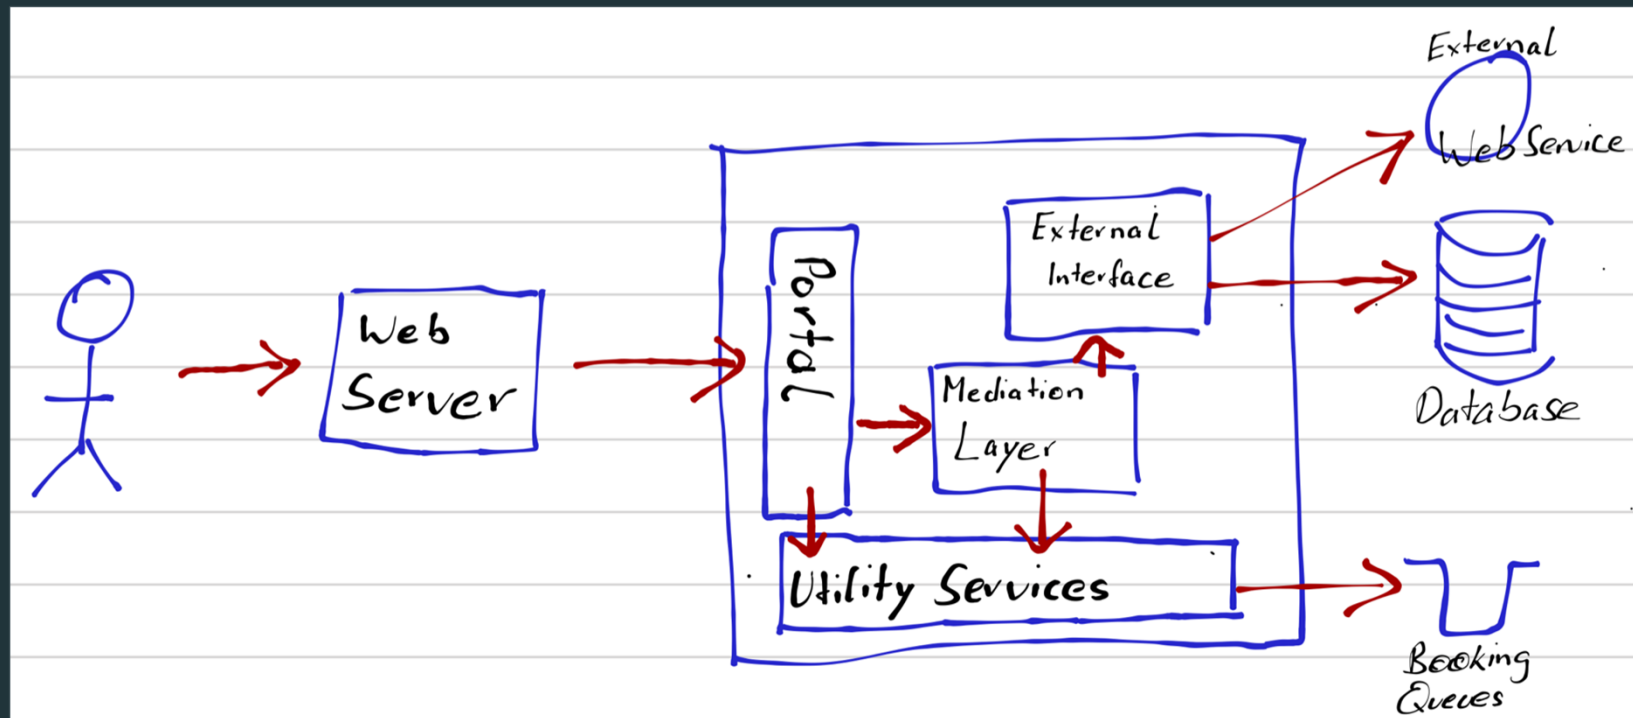 External
Web Service
Web
Server
Portal
External
Interface
Mediation
Layer
Utility Services
Database
Booking
Queues